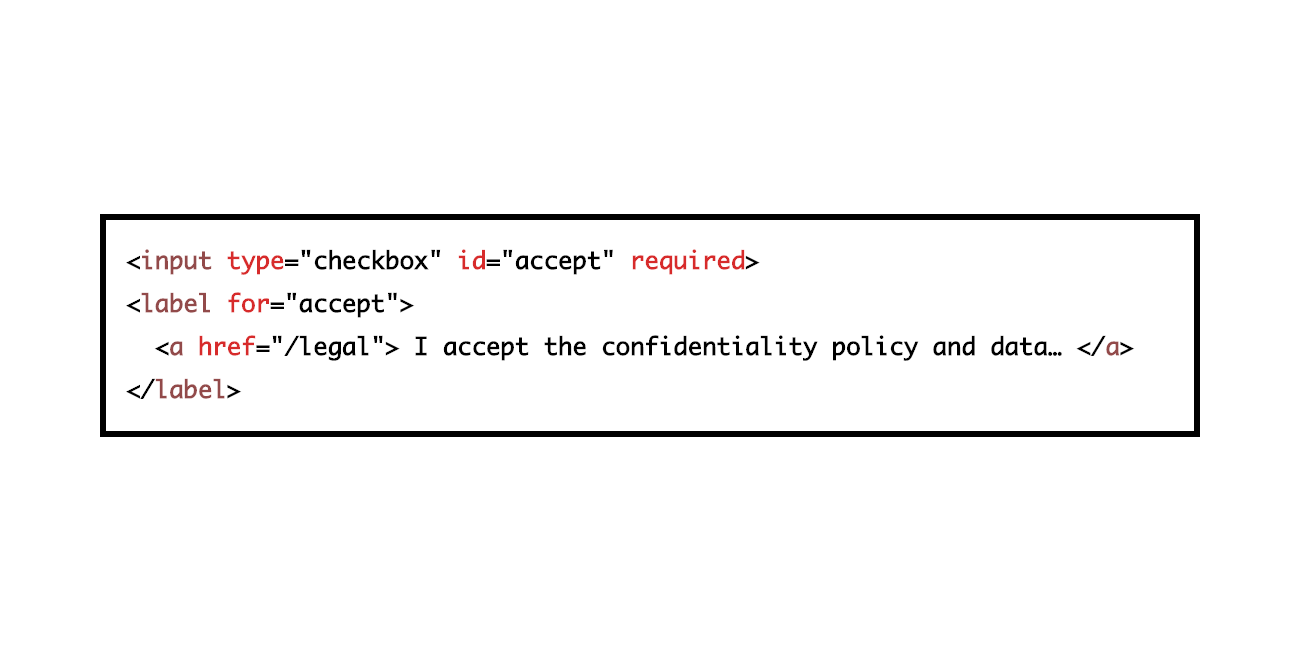 <input type="checkbox" id="accept" required>
<label for="accept">
  <a href="/legal"> I accept the confidentiality policy and data… </a>
</label>